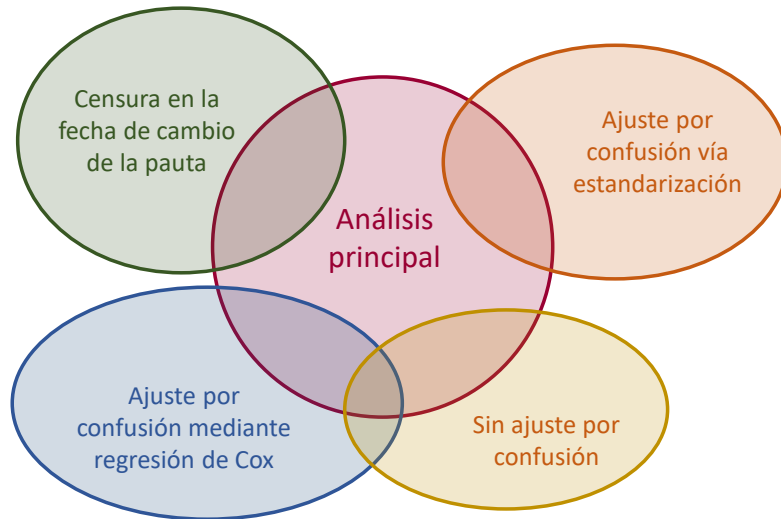 Censura en la
fecha de cambio
de la pauta
Ajuste por
confusión vía
estandarización
Análisis
principal
Ajuste por
confusión mediante
regresión de Cox
Sin ajuste por
confusión